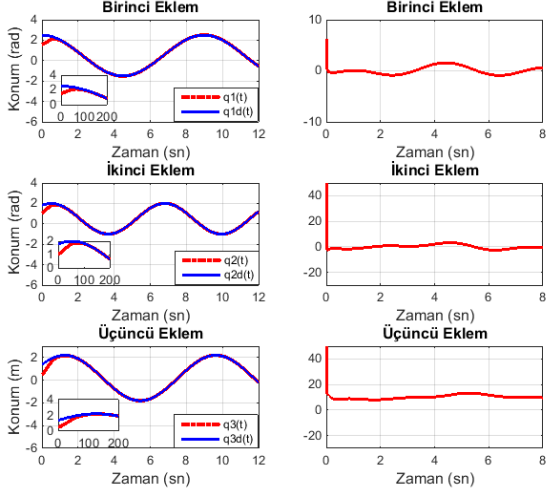 Birinci Eklem
Konum (rad)
4
2
0
-2
-4
-6
4
2
0
0 100 200
q1(t)
q1d(t)
0 2 4 6 8 10 12
Zaman (sn)
Birinci Eklem
10
0
-10
0 2 4 6 8
Zaman (sn)
İkinci Eklem
Konum (rad)
4
2
0
-2
-4
-6
2
1
0
0 100 200
q2(t)
q2d(t)
0 2 4 6 8 10 12
Zaman (sn)
İkinci Eklem
40
20
0
-20
0 2 4 6 8
Zaman (sn)
Üçüncü Eklem
Konum (m)
2
0
-2
-4
-6
4
2
0
0 100 200
q3(t)
q3d(t)
0 2 4 6 8 10 12
Zaman (sn)
Üçüncü Eklem
40
20
0
-20
0 2 4 6 8
Zaman (sn)